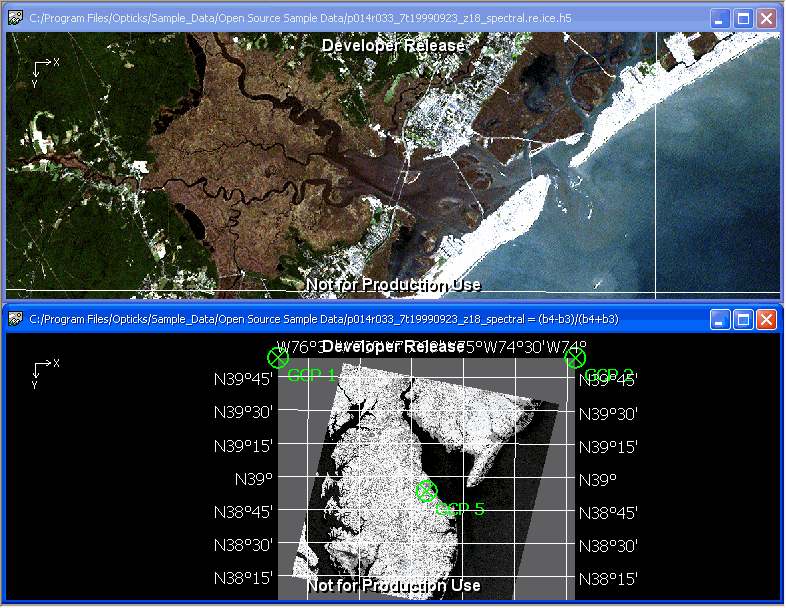 C:/Program Files/Opticks/Sample_Data/Open Source Sample Data/p014r033_7t19990923_z18_spectral.re.ice.h5
Developer Release
X
Y
Not for Production Use
C:/Program Files/Opticks/Sample_Data/Open Source Sample Data/p014r033_7t19990923_z18_spectral = (b4-b3)/(b4+b3)
Developer Release
W74°30' W74°
X
Y
GCP 1 GCP 2
N39°45' N39°45'
N39°30' N39°30'
N39°15' N39°15'
N39° N39°
GCP 5
N38°45' N38°45'
N38°30' N38°30'
N38°15' N38°15'
Not for Production Use